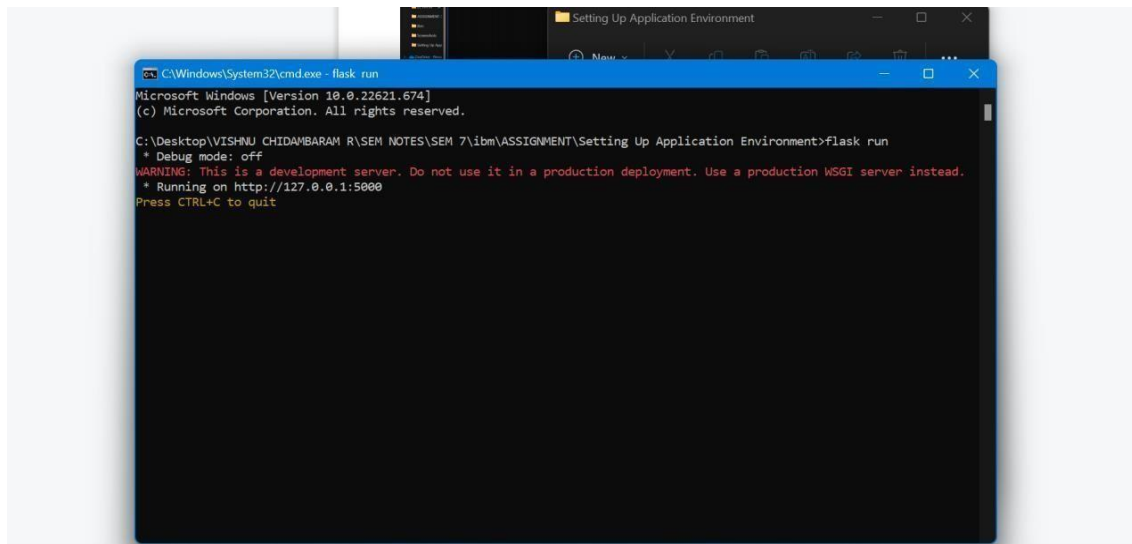 ASSIGNMENT
Setting Up Application Environment
New
C:\Windows\System32\cmd.exe - flask run
Microsoft Windows [Version 10.0.22621.674]
(c) Microsoft Corporation. All rights reserved.
C:\Desktop\VISHNU CHIDAMBARAM R\SEM NOTES\SEM 7\ibm\ASSIGNMENT\Setting Up Application Environment>flask run
* Debug mode: off
WARNING: This is a development server. Do not use it in a production deployment. Use a production WSGI server instead.
* Running on http://127.0.0.1:5000
Press CTRL+C to quit